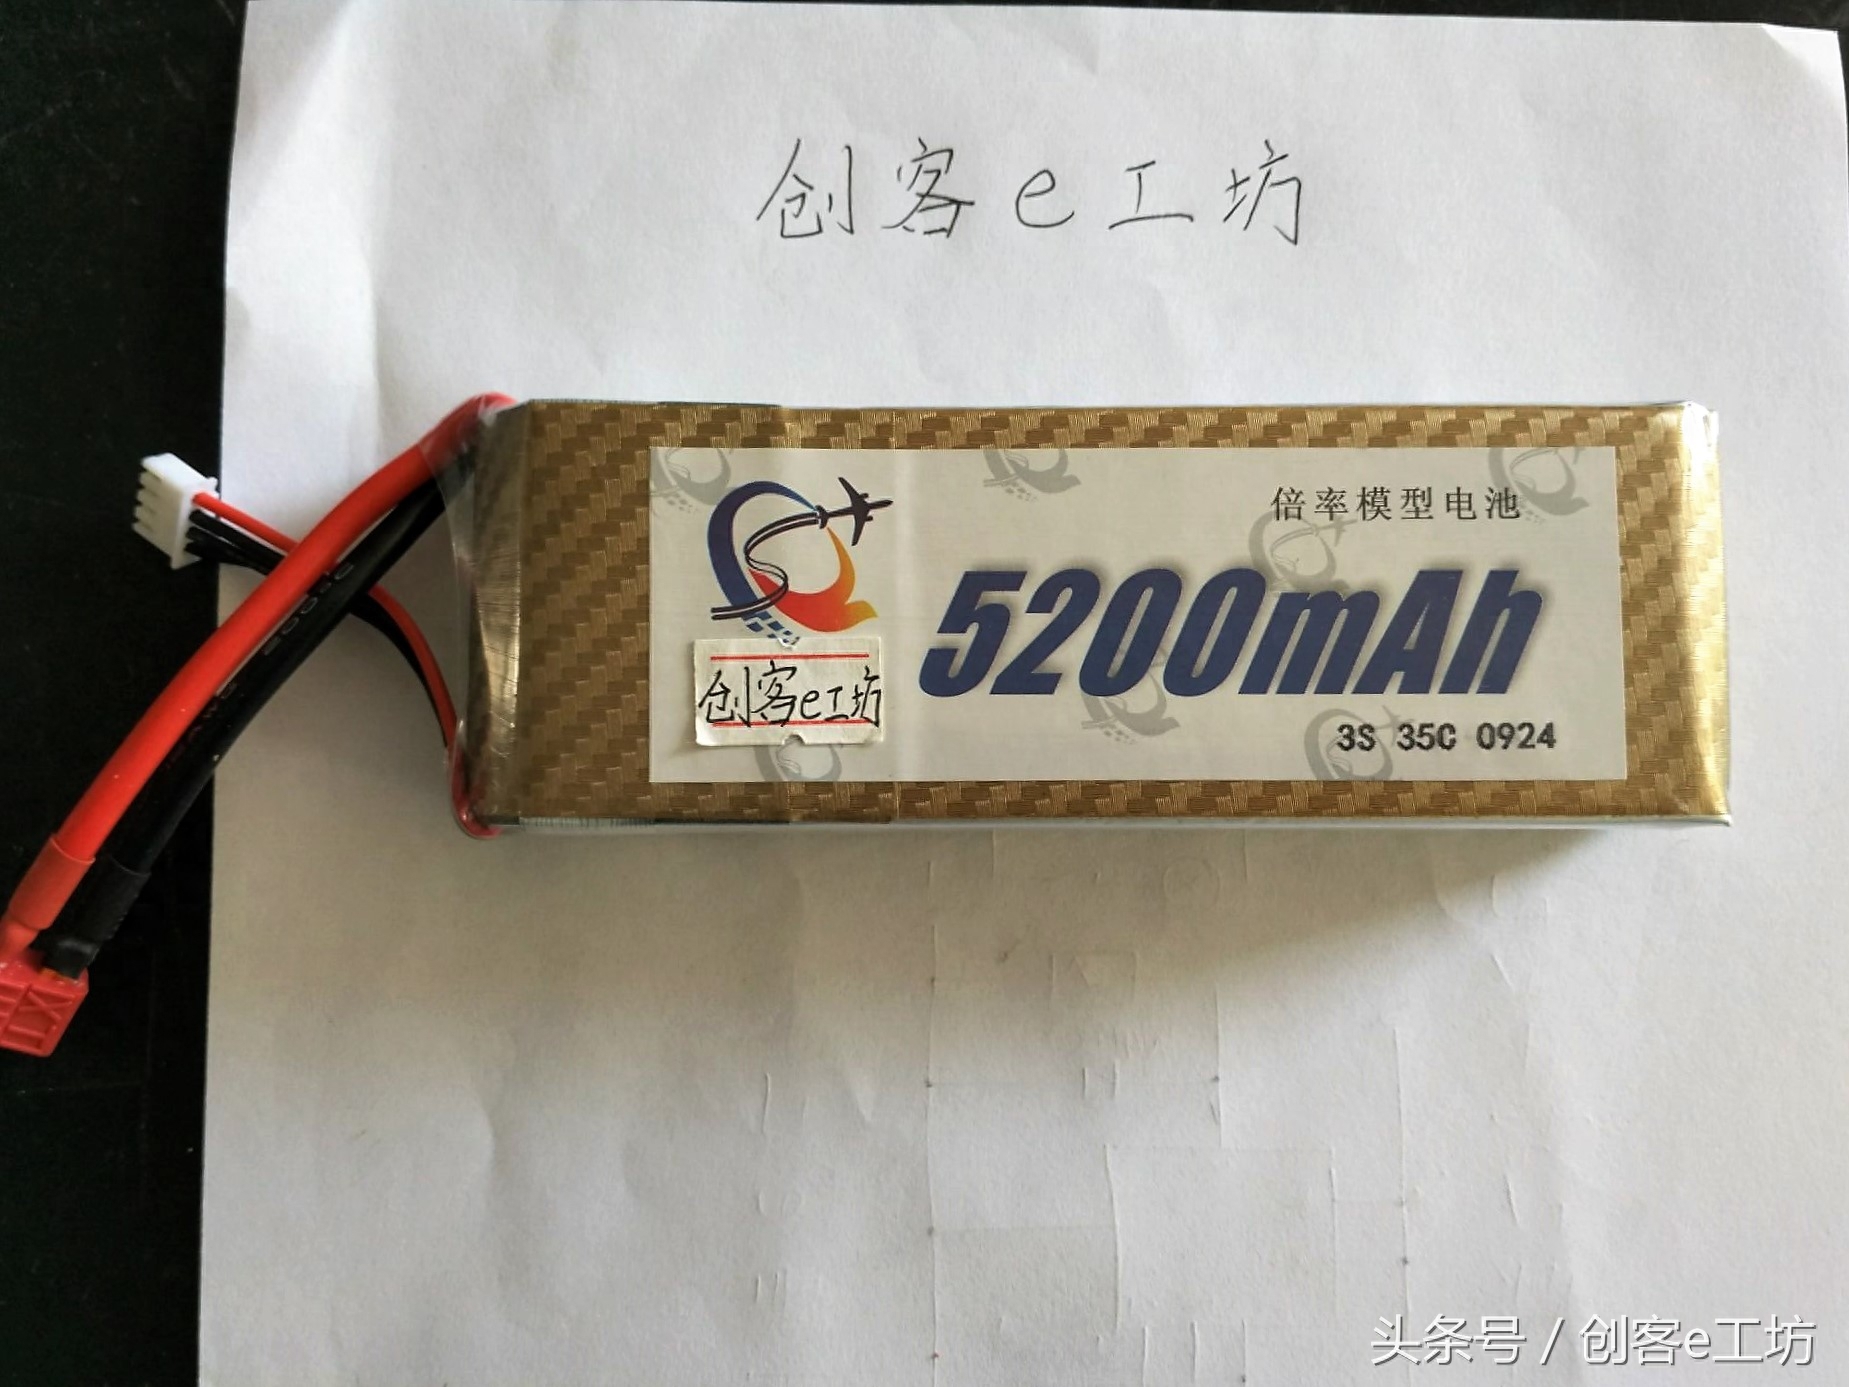 创客e工坊
倍率模型电池
5200mAh
创客e工坊
3S 35C 0924
头条号 / 创客e工坊